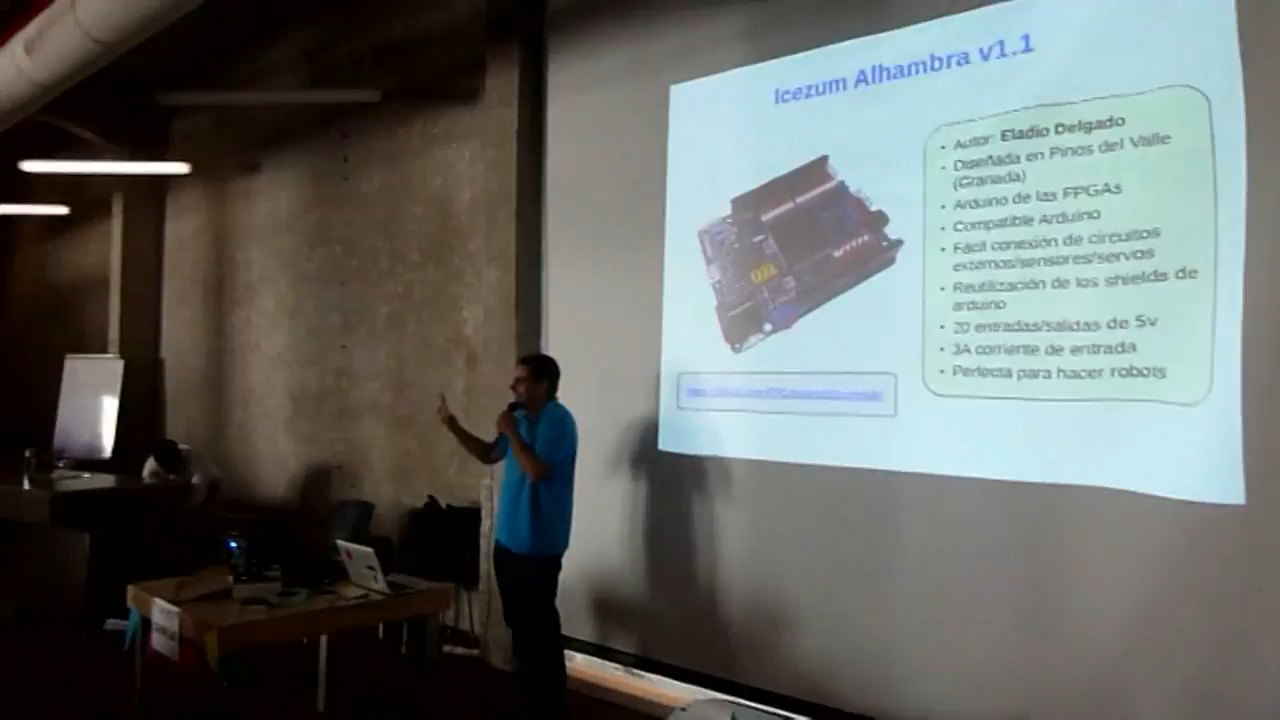 Icezum Alhambra v1.1
• Autor: Eladio Delgado
• Diseñada en Pinos del Valle
(Granada)
• Arduino de las FPGAs
• Compatible Arduino
• Fácil conexión de circuitos
externos/sensores/servos
• Reutilización de los shields de
arduino
• 20 entradas/salidas de 5v
• 3A corriente de entrada
• Perfecta para hacer robots